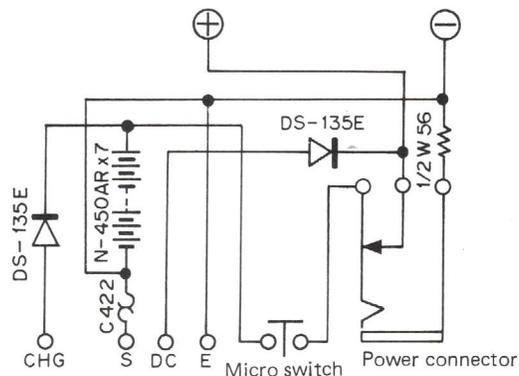 +
−
DS-135E
1/2 W 56
N-450AR x 7
DS-135E
C422
CHG
S
DC
E
Micro switch
Power connector